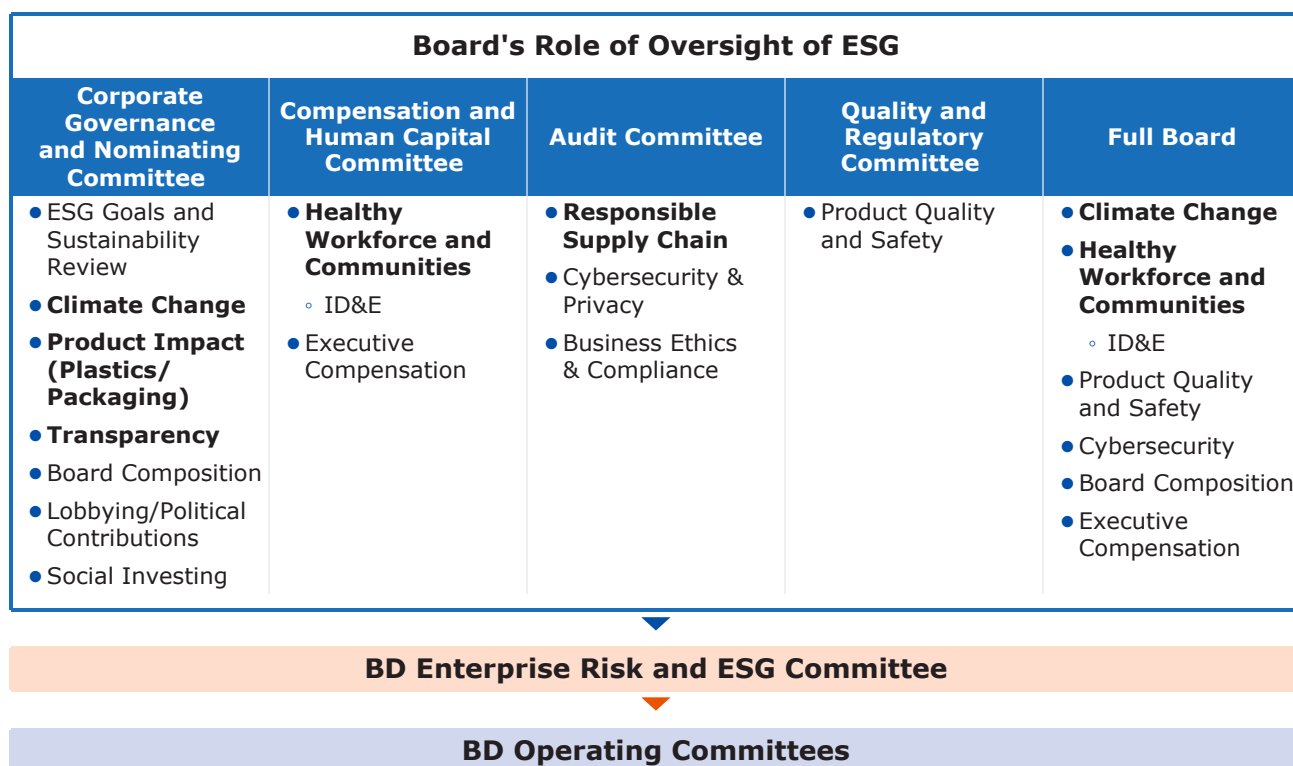 Board's Role of Oversight of ESG
Corporate
Governance
and Nominating
Committee
Compensation and
Human Capital
Committee
Audit Committee
Quality and
Regulatory
Committee
Full Board
● ESG Goals and
Sustainability
Review
● Climate Change
● Product Impact
(Plastics/
Packaging)
● Transparency
● Board Composition
● Lobbying/Political
Contributions
● Social Investing
● Healthy
Workforce and
Communities
◦ ID&E
● Executive
Compensation
● Responsible
Supply Chain
● Cybersecurity &
Privacy
● Business Ethics
& Compliance
● Product Quality
and Safety
● Climate Change
● Healthy
Workforce and
Communities
◦ ID&E
● Product Quality
and Safety
● Cybersecurity
● Board Composition
● Executive
Compensation
BD Enterprise Risk and ESG Committee
BD Operating Committees